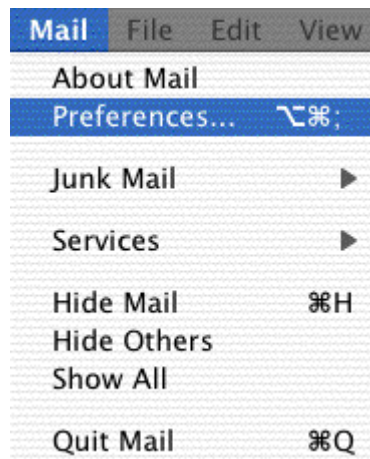 Mail File Edit View
About Mail
Preferences... ⌥⌘;
Junk Mail ▶
Services ▶
Hide Mail ⌘H
Hide Others
Show All
Quit Mail ⌘Q